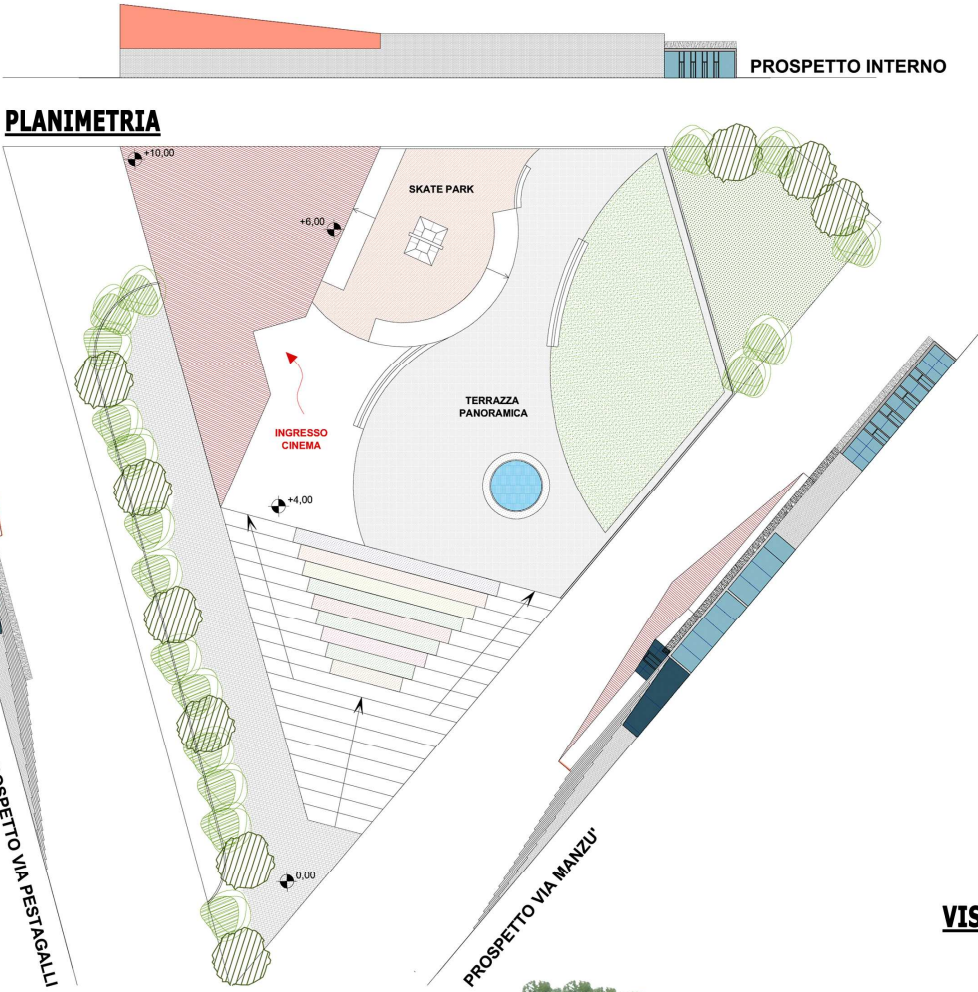 PROSPETTO INTERNO
PLANIMETRIA
+10,00
SKATE PARK
+6,00
TERRAZZA
PANORAMICA
INGRESSO
CINEMA
+4,00
0,00
OSPETTO VIA PESTAGALLI
PROSPETTO VIA MANZU'
VIS